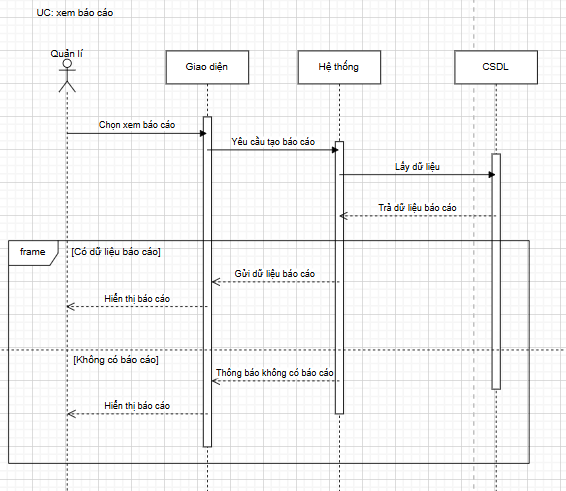 UC: xem báo cáo
Quản lí
Giao diện
Hệ thống
CSDL
Chọn xem báo cáo
Yêu cầu tạo báo cáo
Lấy dữ liệu
Trả dữ liệu báo cáo
frame
[Có dữ liệu báo cáo]
Gửi dữ liệu báo cáo
Hiển thị báo cáo
[Không có báo cáo]
Thông báo không có báo cáo
Hiển thị báo cáo